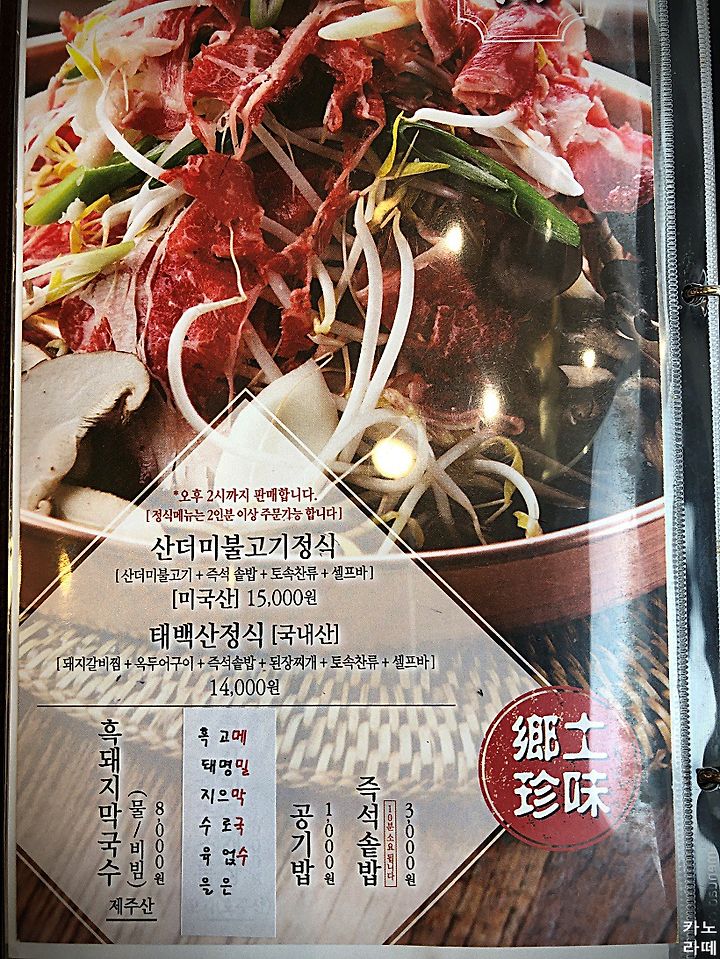 *오후 2시까지 판매합니다.
[정식메뉴는 2인분 이상 주문가능 합니다]
산더미불고기정식
[산더미불고기 + 즉석 솥밥 + 토속찬류 + 셀프바]
[미국산] 15,000원
태백산정식 [국내산]
[돼지갈비찜 + 옥두어구이 + 즉석솥밥 + 된장찌개 + 토속찬류 + 셀프바]
14,000원
흑돼지막국수
(물/비빔)
8,000원
제주산
메밀막국수
고명으로 없은
흑태지수육을
공기밥
1,000원
즉석솥밥
10분소요됩니다
3,000원
鄕土
珍味
카노
라떼